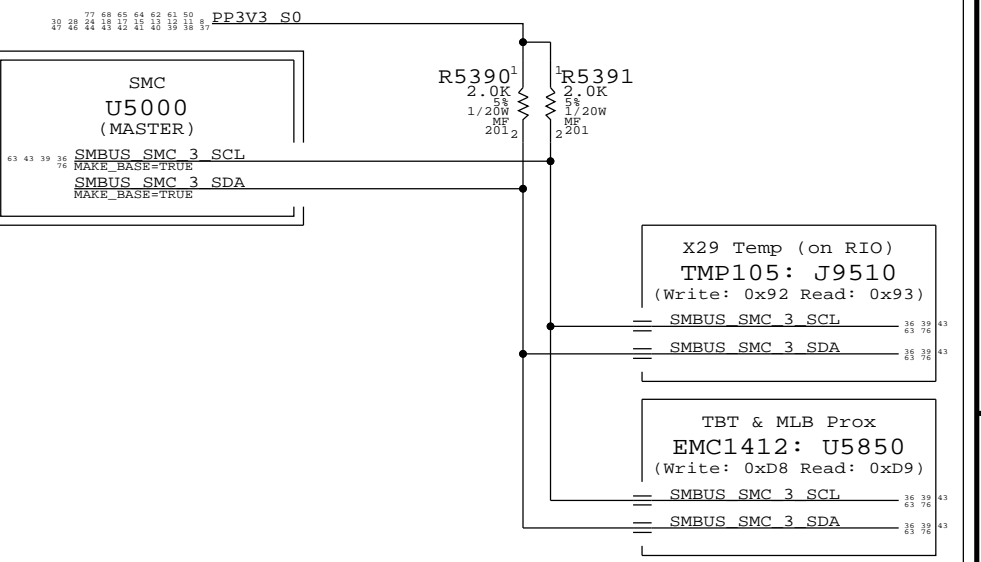 77 68 65 64 62 61 50
30 28 24 18 17 15 13 12 11 8 PP3V3_S0
47 46 44 43 42 41 40 39 38 37
SMC
U5000
(MASTER)
63 43 39 36 SMBUS_SMC_3_SCL
76 MAKE_BASE=TRUE
SMBUS_SMC_3_SDA
MAKE_BASE=TRUE
R5390 1
2.0K
5%
1/20W
MF
201 2
1 R5391
2.0K
5%
1/20W
MF
2 201
X29 Temp (on RIO)
TMP105: J9510
(Write: 0x92 Read: 0x93)
SMBUS_SMC_3_SCL 36 39 43
63 76
SMBUS_SMC_3_SDA 36 39 43
63 76
TBT & MLB Prox
EMC1412: U5850
(Write: 0xD8 Read: 0xD9)
SMBUS_SMC_3_SCL 36 39 43
63 76
SMBUS_SMC_3_SDA 36 39 43
63 76